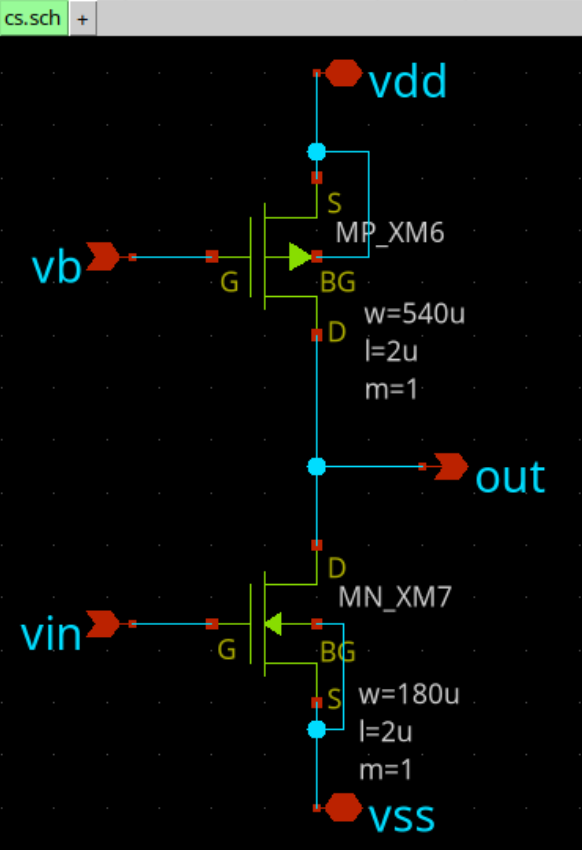 cs.sch +
vdd
S
MP_XM6
vb
G
BG
w=540u
D
l=2u
m=1
out
D
MN_XM7
vin
G
BG
S
w=180u
l=2u
m=1
vss